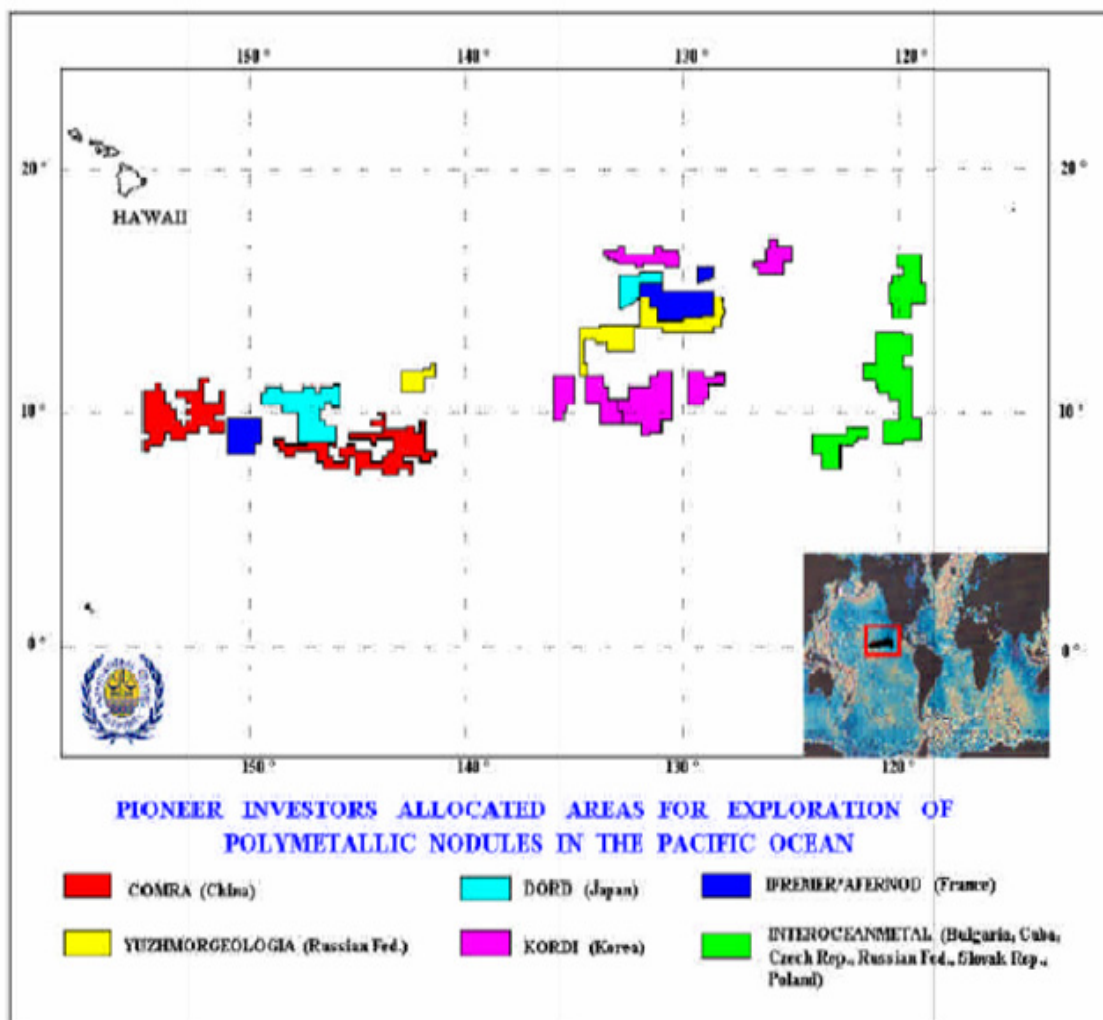 150° 140° 130° 120°
20° 20°
HAWAII
10° 10°
0° 0°
150° 140° 130° 120°
PIONEER INVESTORS ALLOCATED AREAS FOR EXPLORATION OF
POLYMETALLIC NODULES IN THE PACIFIC OCEAN
COMRA (China) DORD (Japan) IFREMER/AFERNOD (France)
YUZHMORGEOLOGIA (Russian Fed.) KORDI (Korea) INTEROCEANMETAL (Bulgaria, Cuba,
Czech Rep., Russian Fed., Slovak Rep.,
Poland)